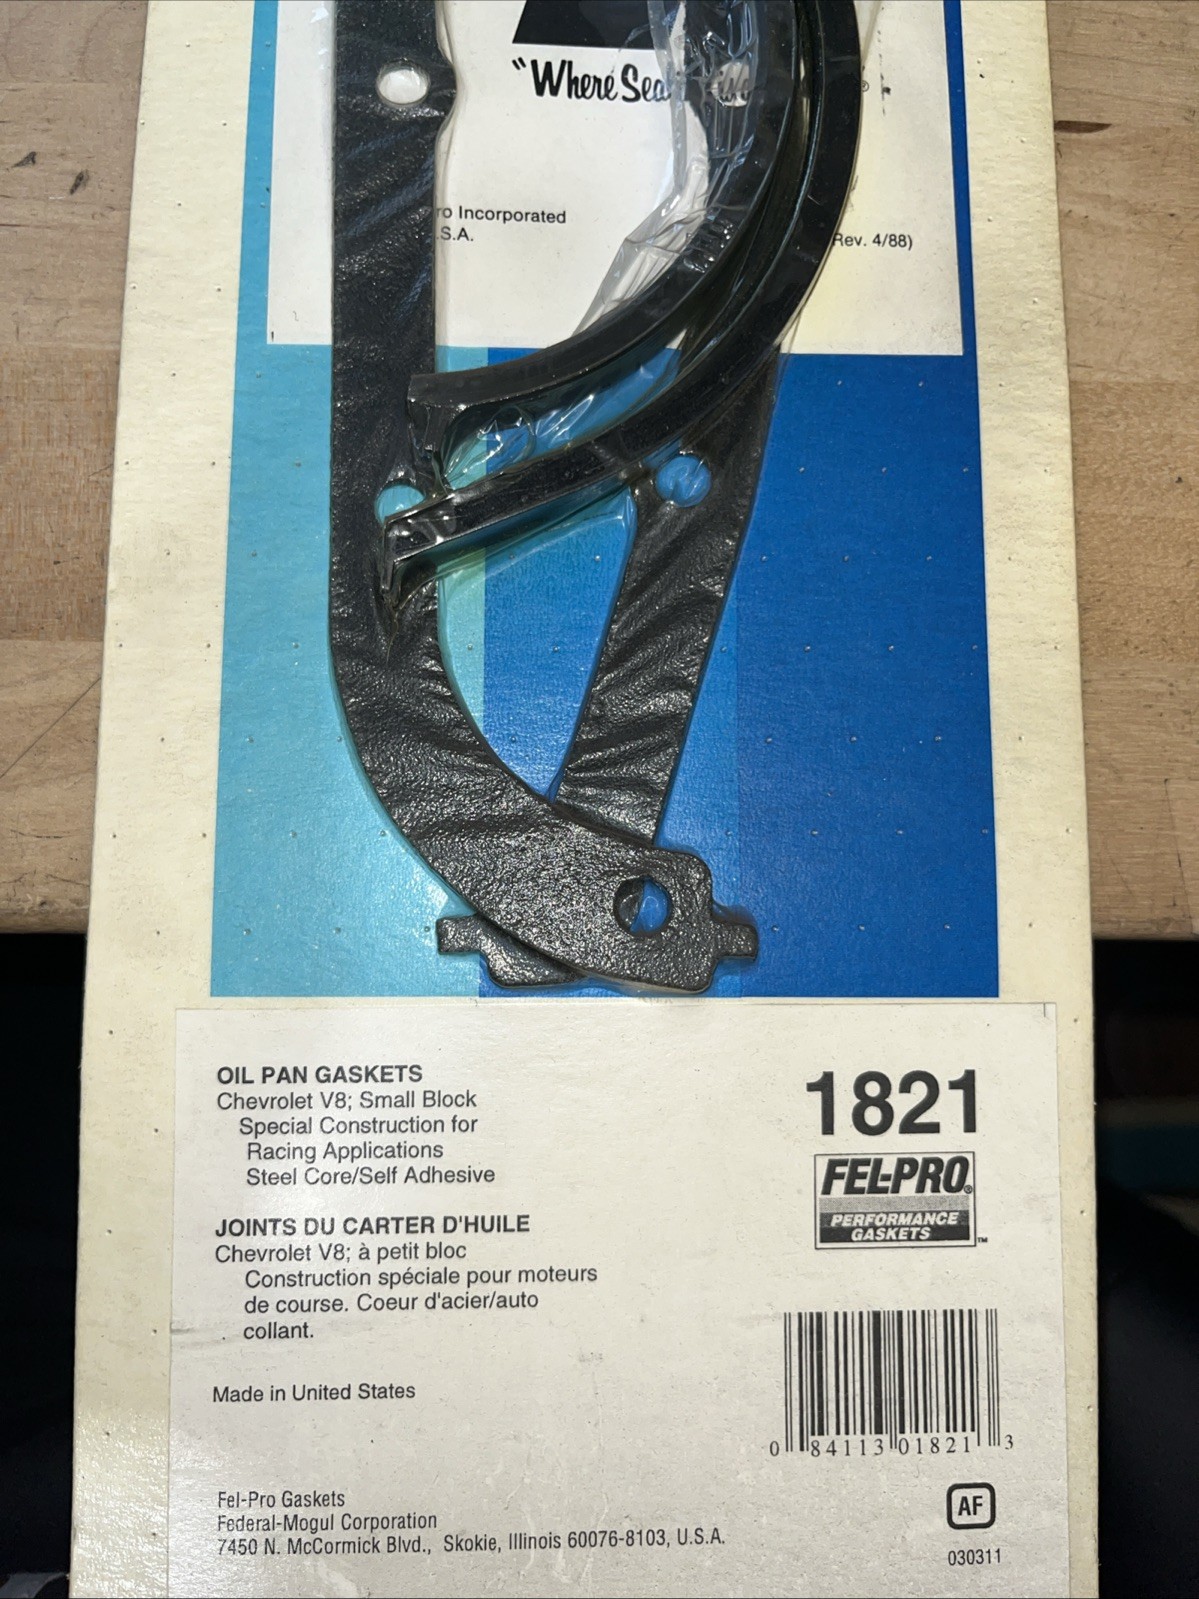 "Where Sea
ro Incorporated
.S.A.
Rev. 4/88)
OIL PAN GASKETS
Chevrolet V8; Small Block
Special Construction for
Racing Applications
Steel Core/Self Adhesive
1821
FEL-PRO®
PERFORMANCE
GASKETS™
JOINTS DU CARTER D'HUILE
Chevrolet V8; à petit bloc
Construction spéciale pour moteurs
de course. Coeur d'acier/auto
collant.
Made in United States
0 84113 01821 3
Fel-Pro Gaskets
Federal-Mogul Corporation
7450 N. McCormick Blvd., Skokie, Illinois 60076-8103, U.S.A.
AF
030311